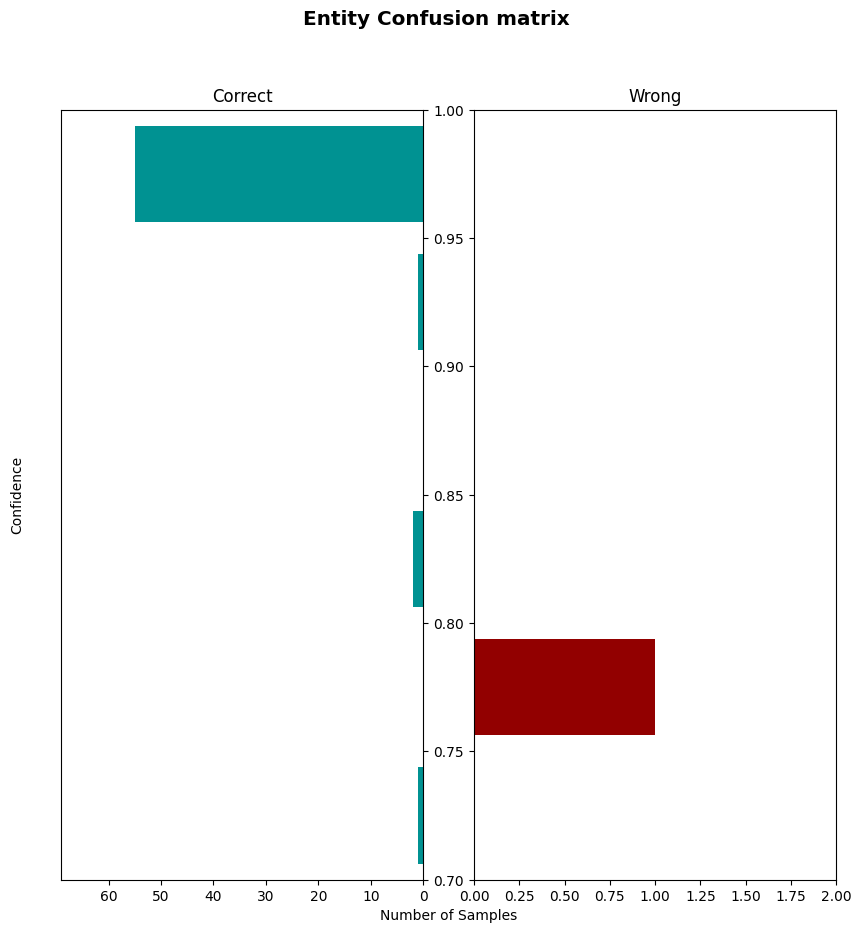 Entity Confusion matrix
Correct
Wrong
Confidence
1.00
0.95
0.90
0.85
0.80
0.75
0.70
60 50 40 30 20 10 0
0.00 0.25 0.50 0.75 1.00 1.25 1.50 1.75 2.00
Number of Samples